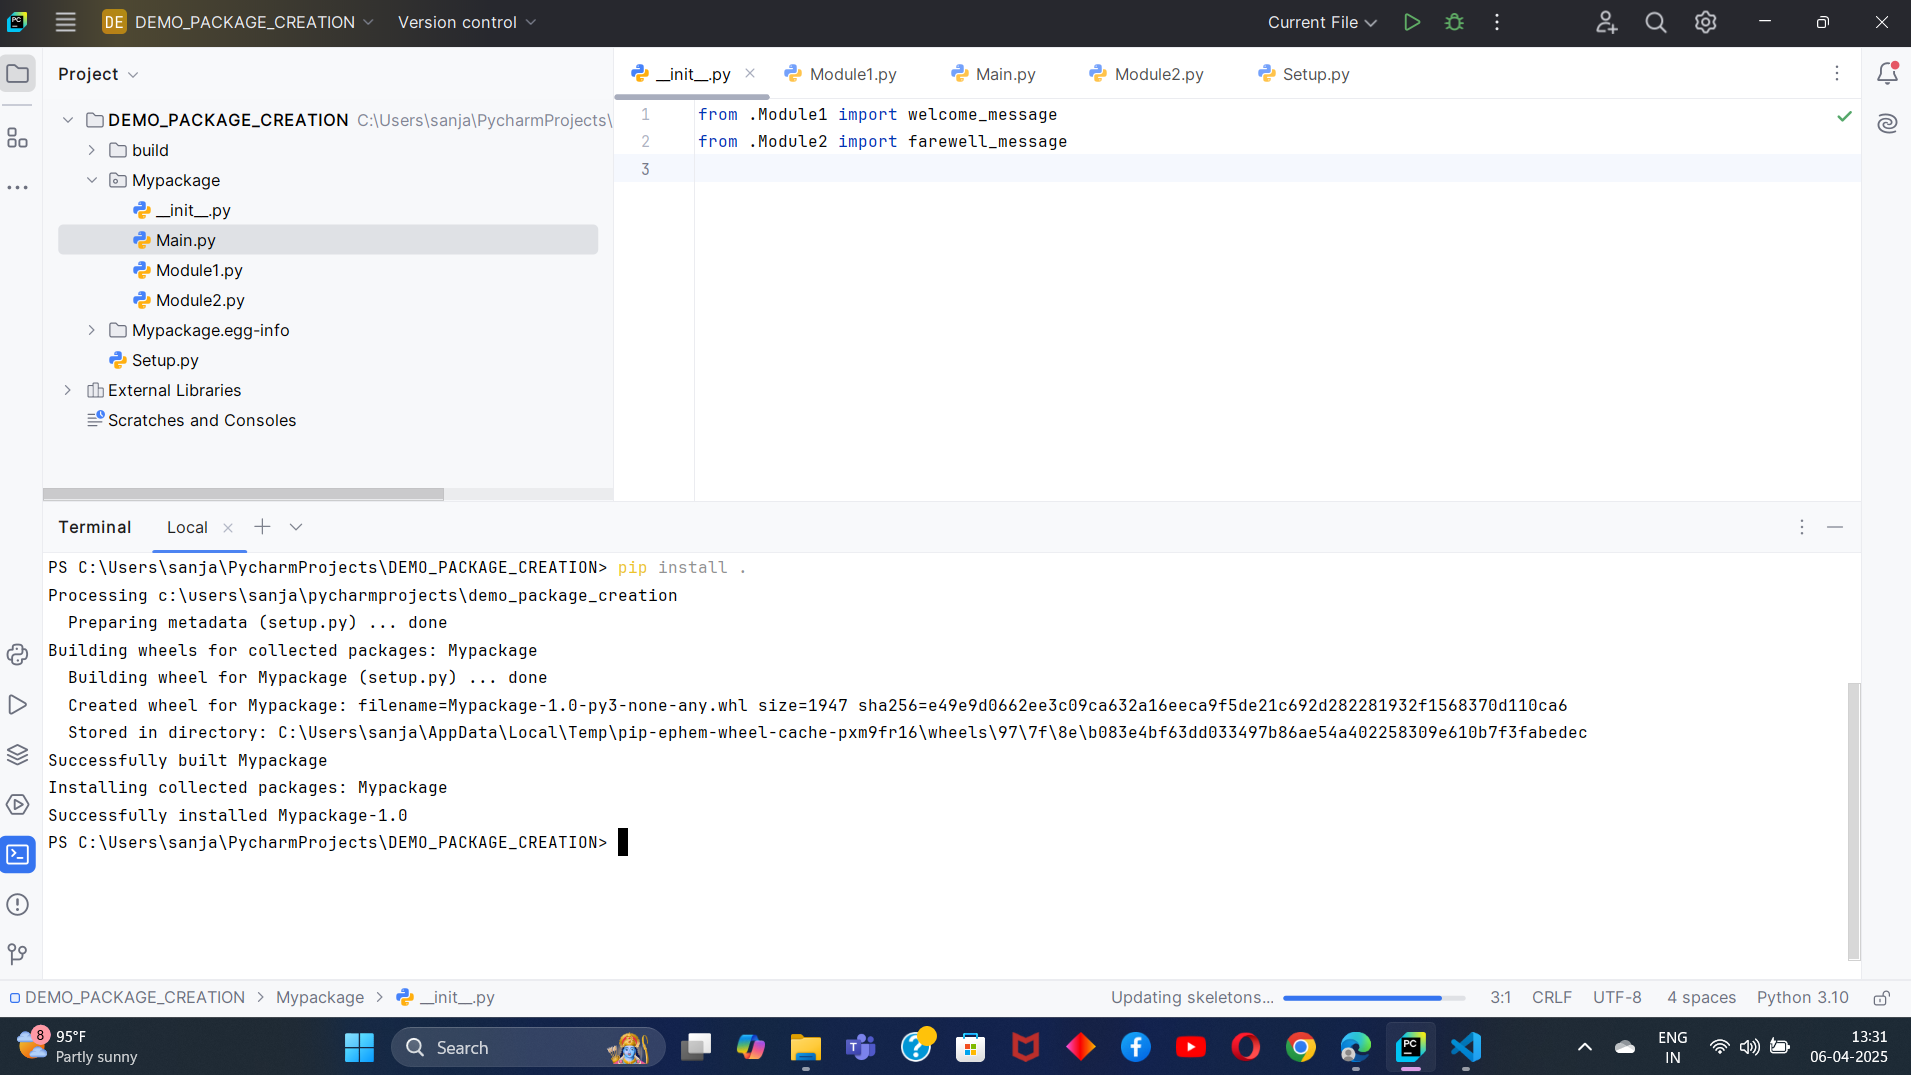 DE DEMO_PACKAGE_CREATION Version control Current File
Project
__init__.py Module1.py Main.py Module2.py Setup.py
DEMO_PACKAGE_CREATION C:\Users\sanja\PycharmProjects\
build
Mypackage
__init__.py
Main.py
Module1.py
Module2.py
Mypackage.egg-info
Setup.py
External Libraries
Scratches and Consoles
1 from .Module1 import welcome_message
2 from .Module2 import farewell_message
3
Terminal Local
PS C:\Users\sanja\PycharmProjects\DEMO_PACKAGE_CREATION> pip install .
Processing c:\users\sanja\pycharmprojects\demo_package_creation
  Preparing metadata (setup.py) ... done
Building wheels for collected packages: Mypackage
  Building wheel for Mypackage (setup.py) ... done
  Created wheel for Mypackage: filename=Mypackage-1.0-py3-none-any.whl size=1947 sha256=e49e9d0662ee3c09ca632a16eeca9f5de21c692d282281932f1568370d110ca6
  Stored in directory: C:\Users\sanja\AppData\Local\Temp\pip-ephem-wheel-cache-pxm9fr16\wheels\97\7f\8e\b083e4bf63dd033497b86ae54a402258309e610b7f3fabedec
Successfully built Mypackage
Installing collected packages: Mypackage
Successfully installed Mypackage-1.0
PS C:\Users\sanja\PycharmProjects\DEMO_PACKAGE_CREATION>
DEMO_PACKAGE_CREATION > Mypackage > __init__.py Updating skeletons... 3:1 CRLF UTF-8 4 spaces Python 3.10
8 95°F
Partly sunny
Search
ENG
IN
13:31
06-04-2025